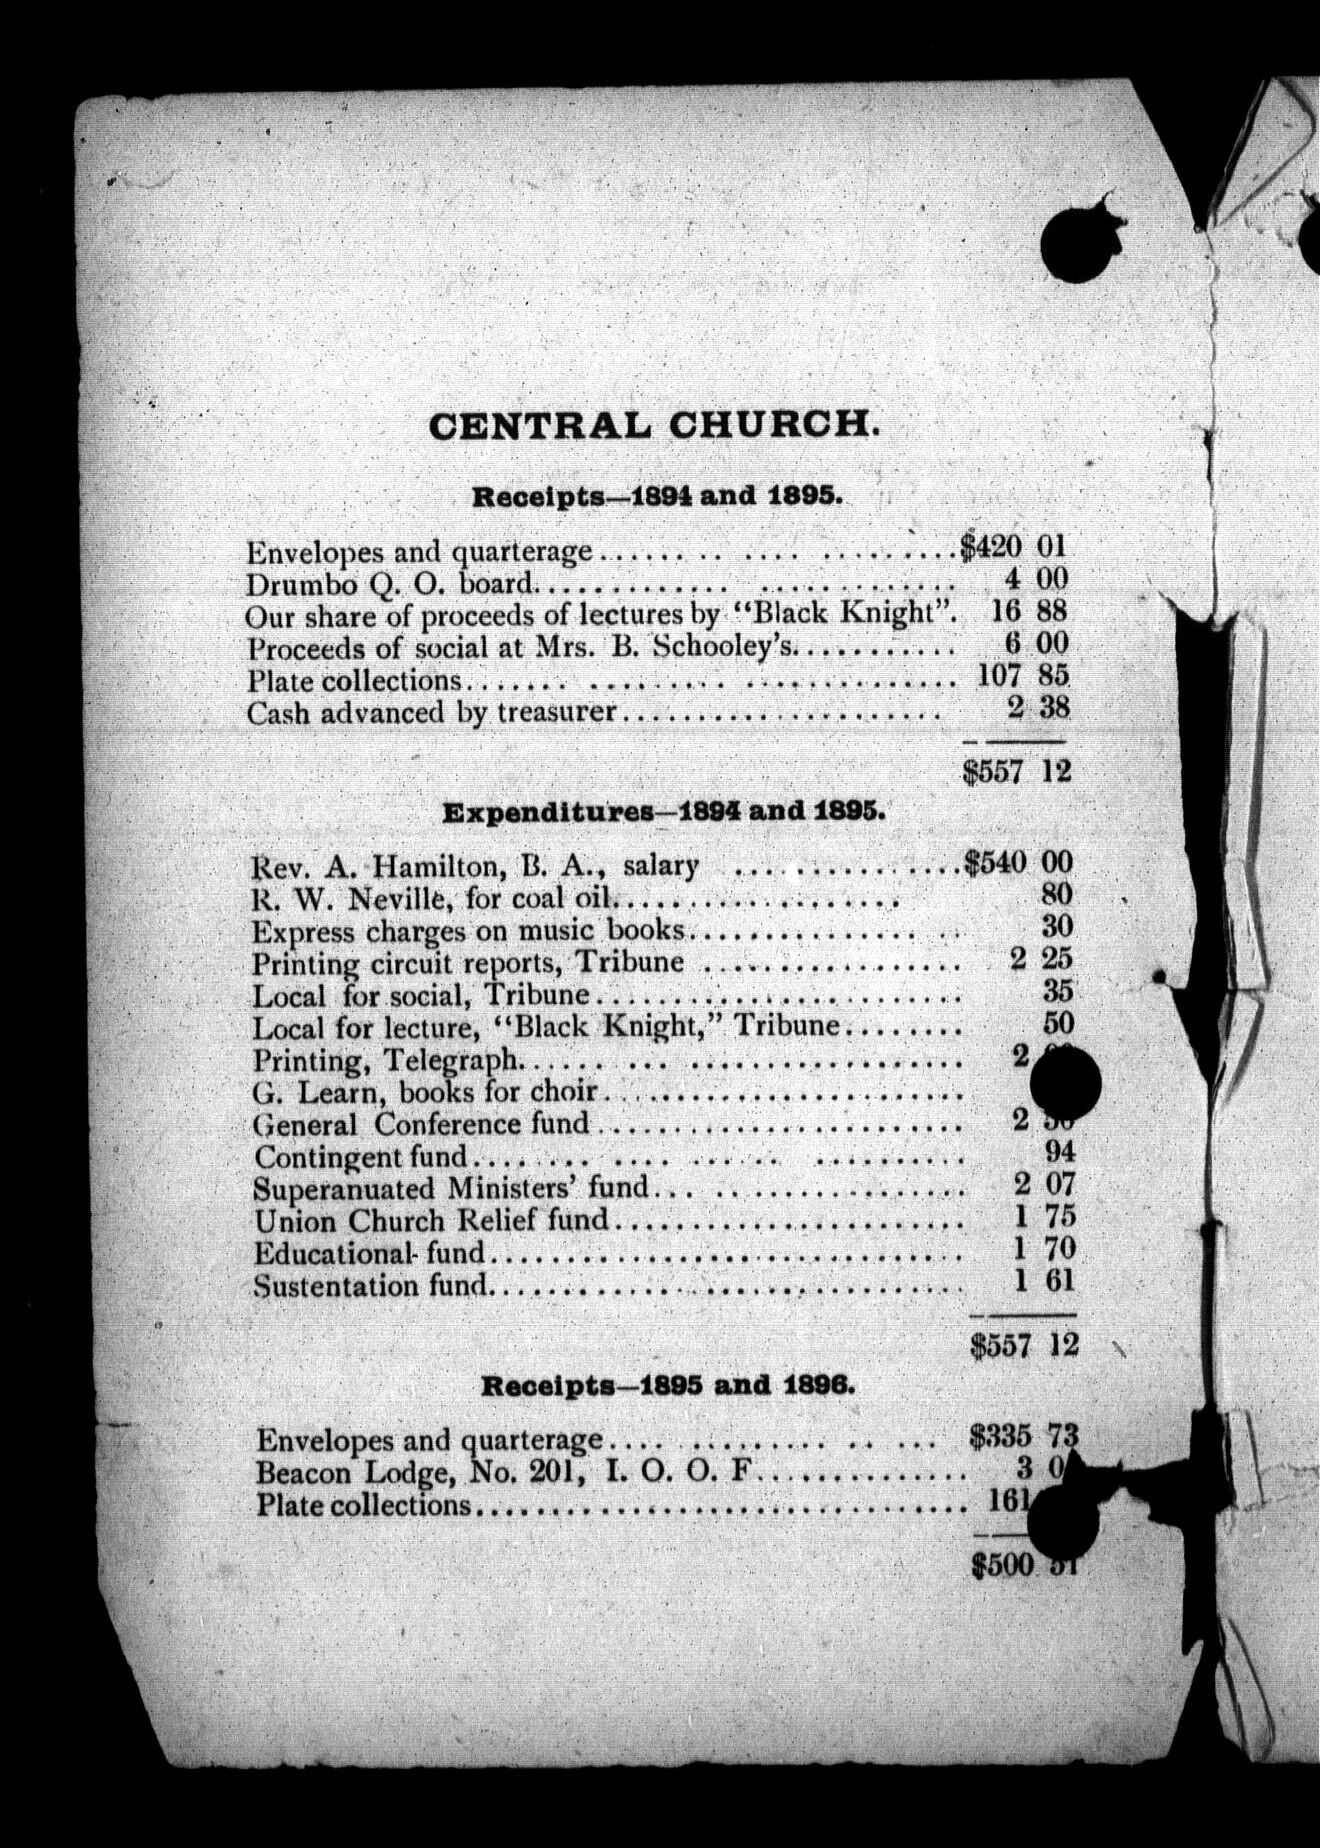 CENTRAL CHURCH.
Receipts—1894 and 1895.
Envelopes and quarterage.......... .... .........$420 01
Drumbo Q. O. board............. ............. 4 00
Our share of proceeds of lectures by “Black Knight”. 16 88
Proceeds of social at Mrs. B. Schooley’s........... 6 00
Plate collections....... ......... .............. 107 85
Cash advanced by treasurer..................... 2 38
$557 12
Expenditures—1894 and 1895.
Rev. A. Hamilton, B. A., salary ...............$540 00
R. W. Neville, for coal oil................... 80
Express charges on music books............... .. 30
Printing circuit reports, Tribune ................. 2 25
Local for social, Tribune........................ 35
Local for lecture, “Black Knight,” Tribune........ 50
Printing, Telegraph...... ... .................. 2
G. Learn, books for choir........................
General Conference fund........................ 2
Contingent fund........ .... ...... .......... 94
Superanuated Ministers’ fund... .................. 2 07
Union Church Relief fund....................... 1 75
Educational fund............................... 1 70
Sustentation fund............................... 1 61
$557 12
Receipts—1895 and 1896.
Envelopes and quarterage.... ......... .. ... $335 73
Beacon Lodge, No. 201, I. O. O. F.............. 3 0
Plate collections................................ 161
$500 51